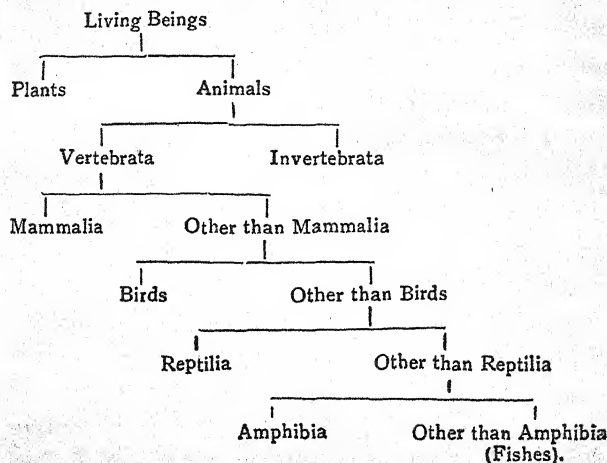 Living Beings
Plants Animals
Vertebrata Invertebrata
Mammalia Other than Mammalia
Birds Other than Birds
Reptilia Other than Reptilia
Amphibia Other than Amphibia
(Fishes).